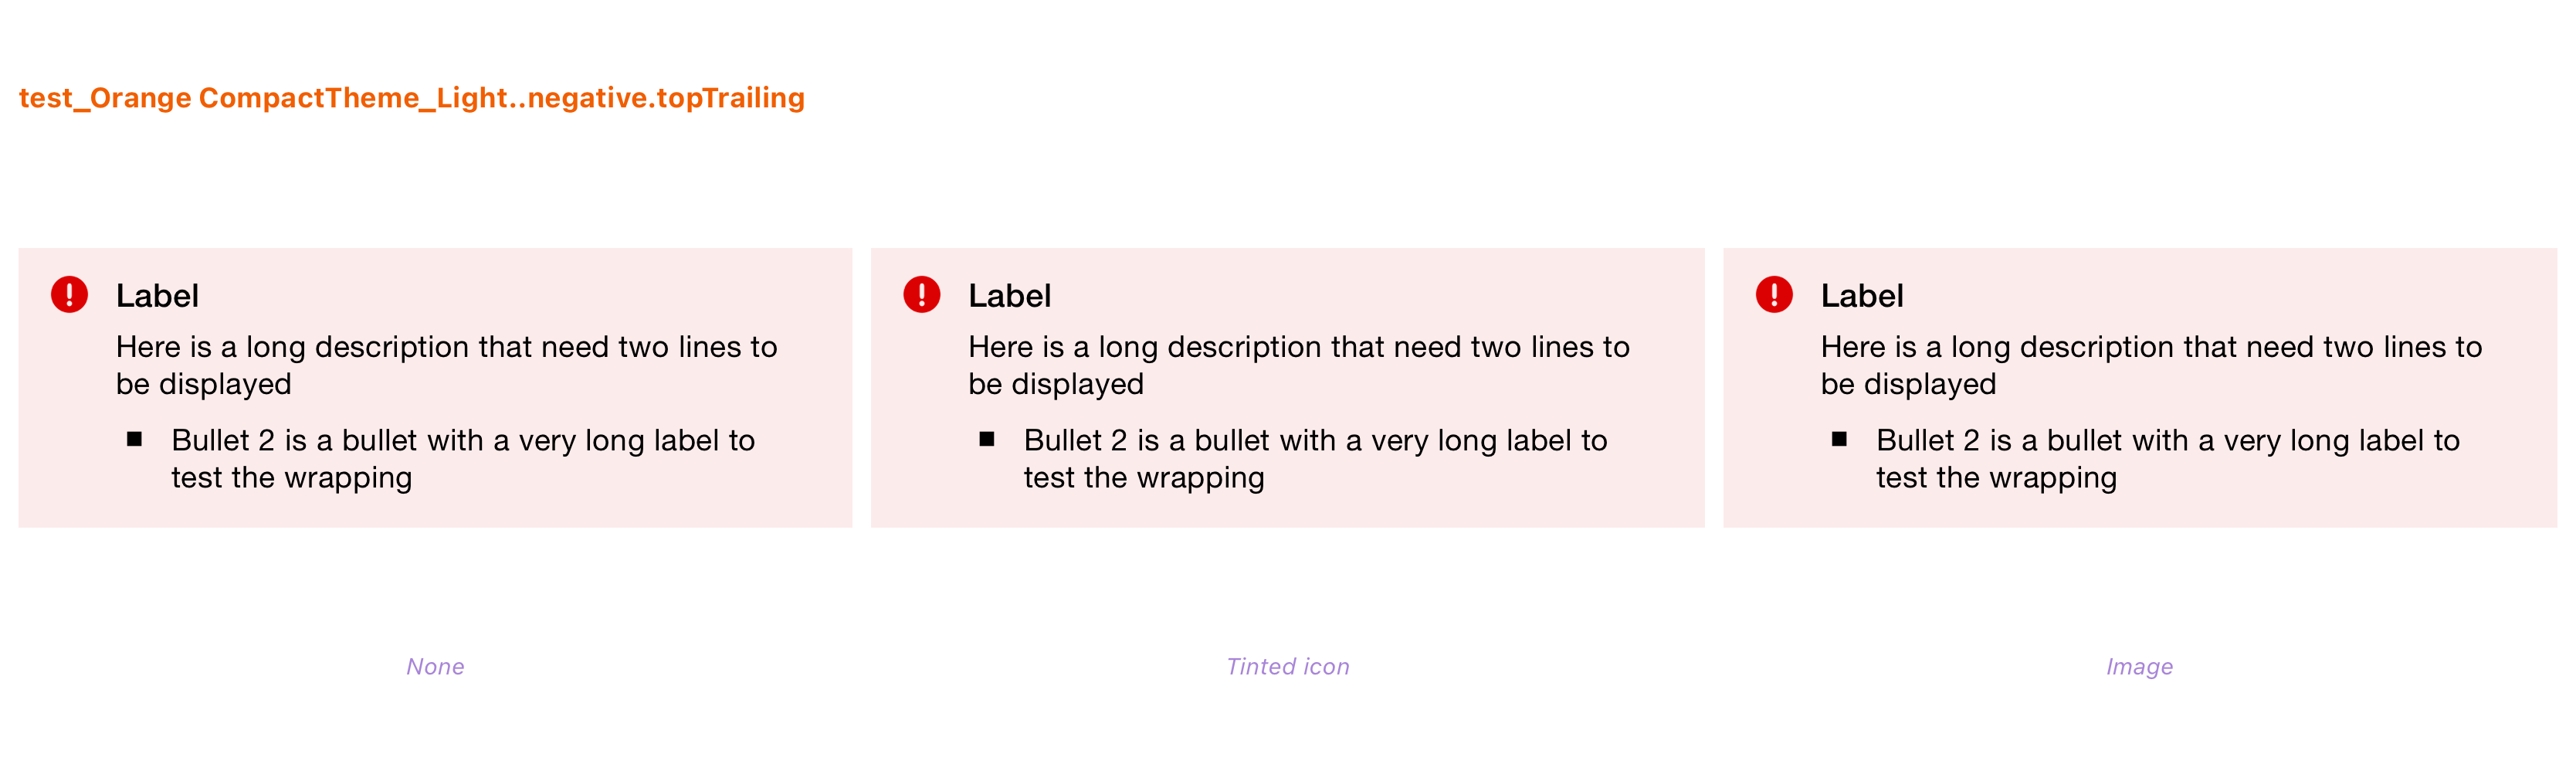 test_Orange CompactTheme_Light..negative.topTrailing
Label
Here is a long description that need two lines to
be displayed
Bullet 2 is a bullet with a very long label to
test the wrapping
Label
Here is a long description that need two lines to
be displayed
Bullet 2 is a bullet with a very long label to
test the wrapping
Label
Here is a long description that need two lines to
be displayed
Bullet 2 is a bullet with a very long label to
test the wrapping
None
Tinted icon
Image